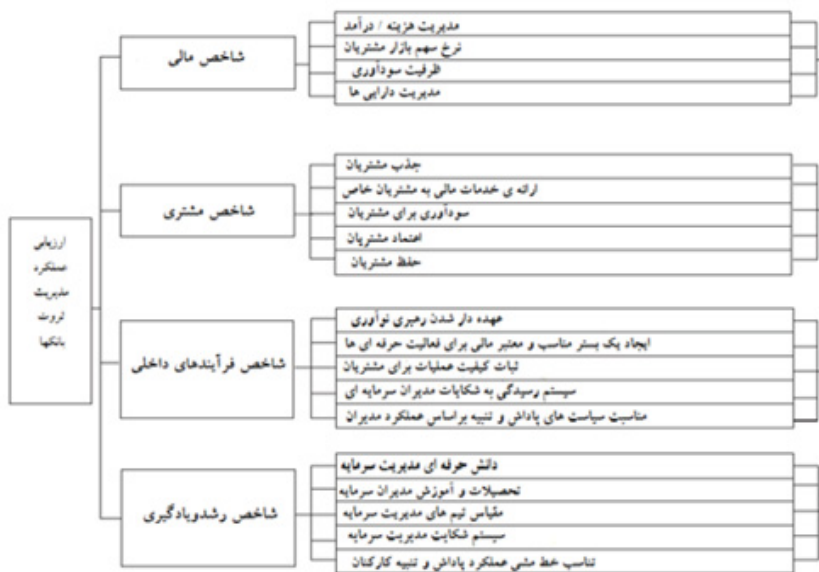 ارزیابی
عملکرد
مدیریت
ثروت
بانکها
شاخص مالی
مدیریت هزینه / درآمد
نرخ سهم بازار مشتریان
ظرفیت سودآوری
مدیریت دارایی ها
شاخص مشتری
جذب مشتریان
ارائه ی خدمات مالی به مشتریان خاص
سودآوری برای مشتریان
اعتماد مشتریان
حفظ مشتریان
شاخص فرآیندهای داخلی
عهده دار شدن رهبری نوآوری
ایجاد یک بستر مناسب و معتبر مالی برای فعالیت حرفه ای ها
ثبات کیفیت عملیات برای مشتریان
سیستم رسیدگی به شکایات مدیران سرمایه ای
مناسبت سیاست های پاداش و تنبیه براساس عملکرد مدیران
شاخص رشدویادگیری
دانش حرفه ای مدیریت سرمایه
تحصیلات و آموزش مدیران سرمایه
مقیاس تیم های مدیریت سرمایه
سیستم شکایت مدیریت سرمایه
تناسب خط مشی عملکرد پاداش و تنبیه کارکنان